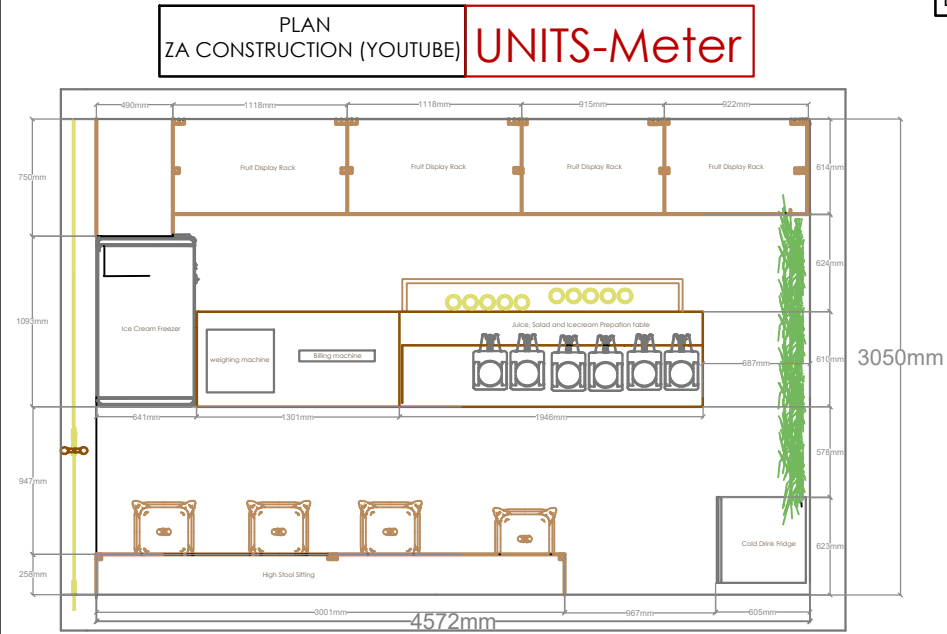 PLAN
ZA CONSTRUCTION (YOUTUBE)
UNITS-Meter
490mm
1118mm
1118mm
915mm
922mm
750mm
Fruit Display Rack
Fruit Display Rack
Fruit Display Rack
Fruit Display Rack
614mm
624mm
1093mm
Ice Cream Freezer
weighting machine
Billing machine
Juice, Salad and Icecream Prepation table
687mm
610mm
3050mm
641mm
1301mm
1946mm
947mm
578mm
Cold Drink Fridge
623mm
258mm
High Stool Sitting
3001mm
967mm
605mm
4572mm